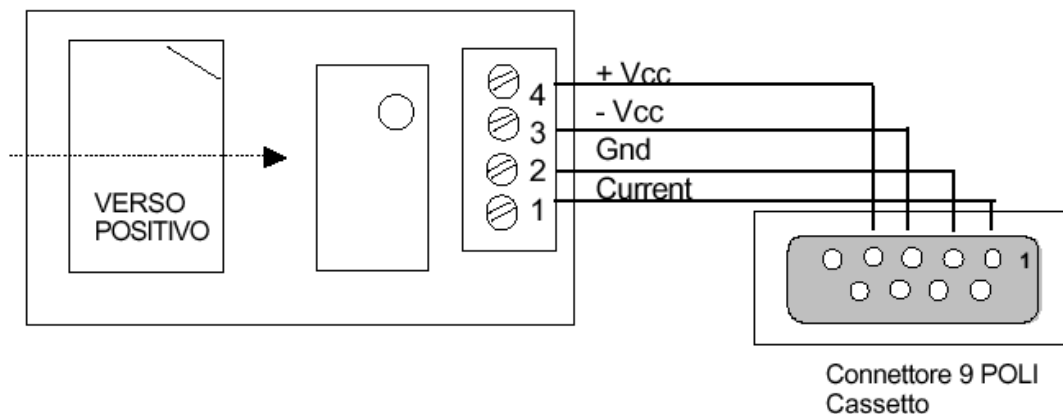 VERSO
POSITIVO
4
3
2
1
+ Vcc
- Vcc
Gnd
Current
1
Connettore 9 POLI
Cassetto